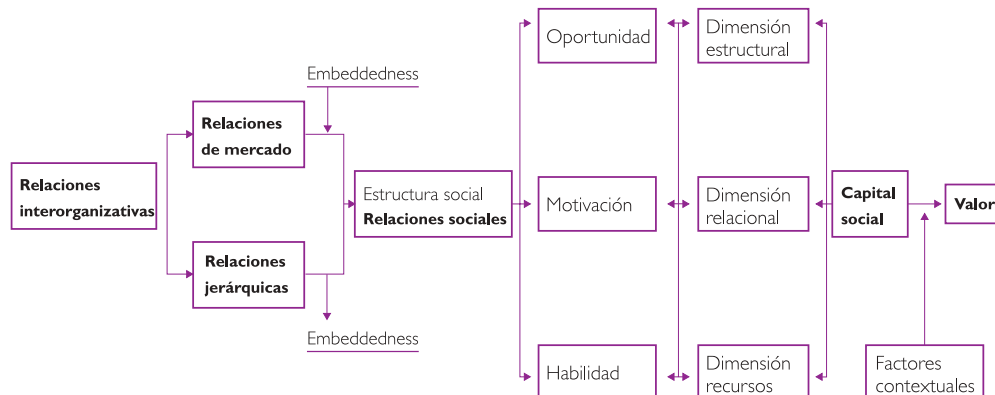 Relaciones
interorganizativas
Embeddedness
Relaciones
de mercado
Relaciones
jerárquicas
Embeddedness
Estructura social
Relaciones sociales
Oportunidad
Motivación
Habilidad
Dimensión
estructural
Dimensión
relacional
Dimensión
recursos
Capital
social
Valor
Factores
contextuales